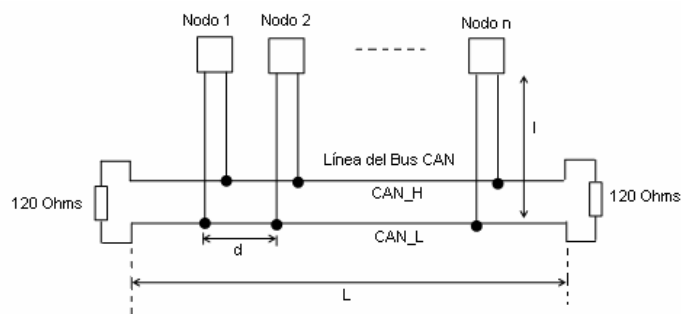 Nodo 1
Nodo 2
Nodo n
l
Línea del Bus CAN
120 Ohms
CAN_H
120 Ohms
CAN_L
d
L